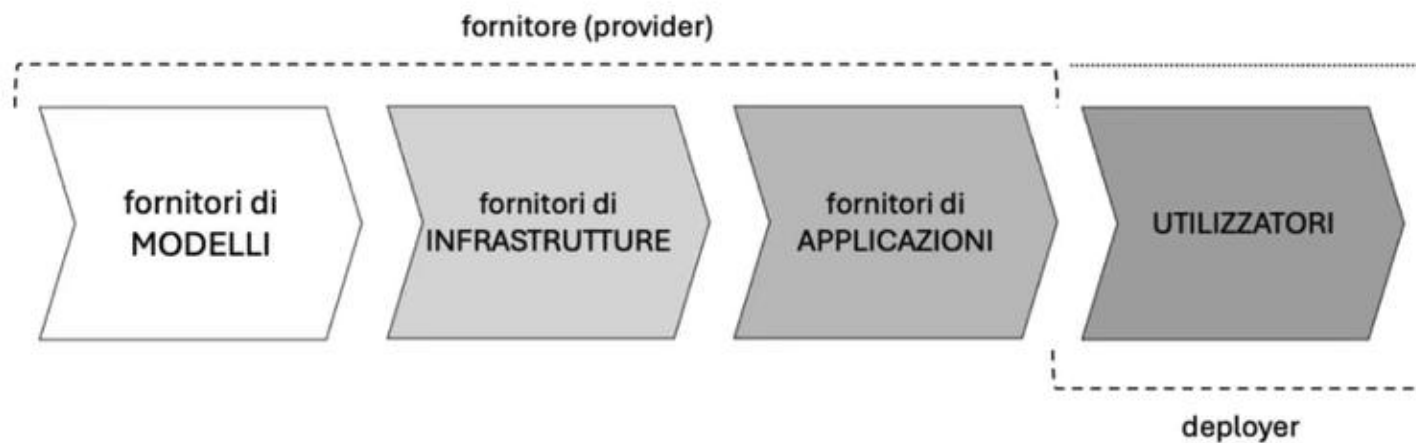 fornitore (provider)
fornitori di
MODELLI
fornitori di
INFRASTRUTTURE
fornitori di
APPLICAZIONI
UTILIZZATORI
deployer